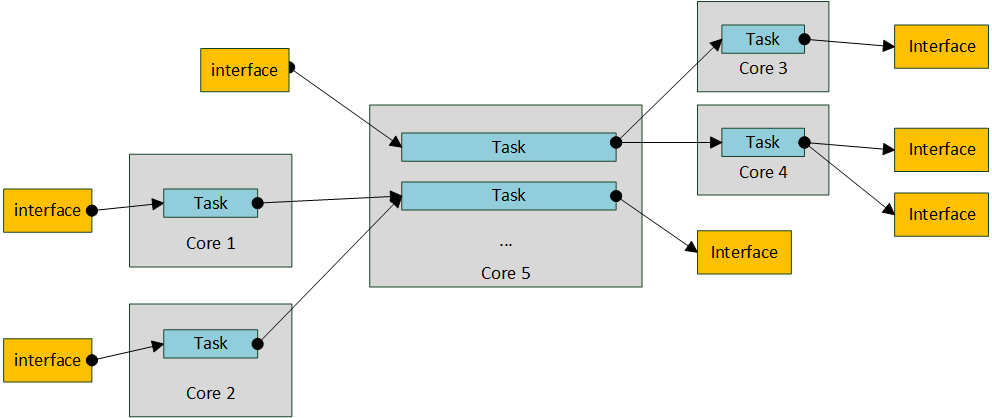 Task
Core 3
Interface
interface
Task
Task
Core 4
Interface
Interface
interface
Task
Core 1
Task
...
Core 5
Interface
interface
Task
Core 2